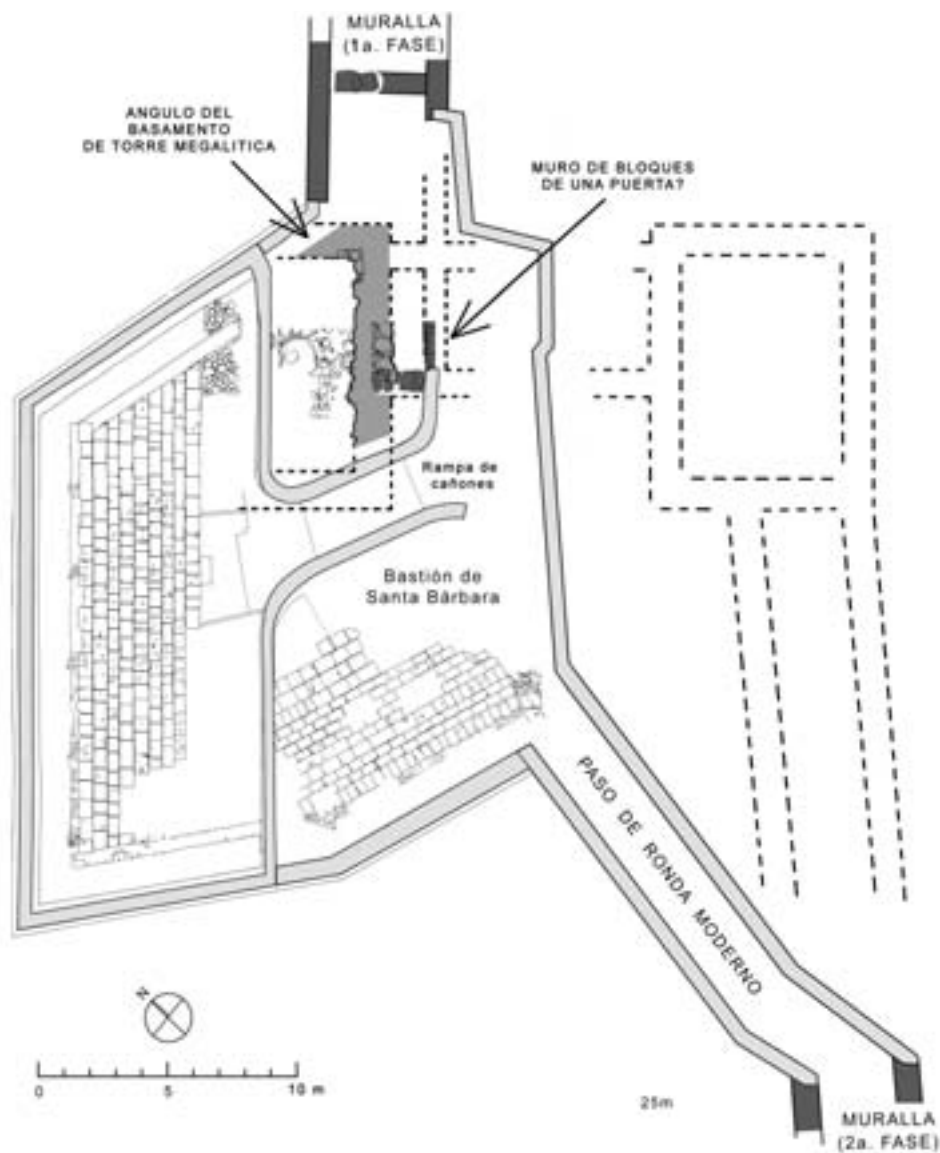 MURALLA
(1a. FASE)
ANGULO DEL
BASAMENTO
DE TORRE MEGALITICA
MURO DE BLOQUES
DE UNA PUERTA?
Rampa de
cañones
Bastión de
Santa Bárbara
PASO DE RONDA MODERNO
N
0 5 10 m
25m
MURALLA
(2a. FASE)